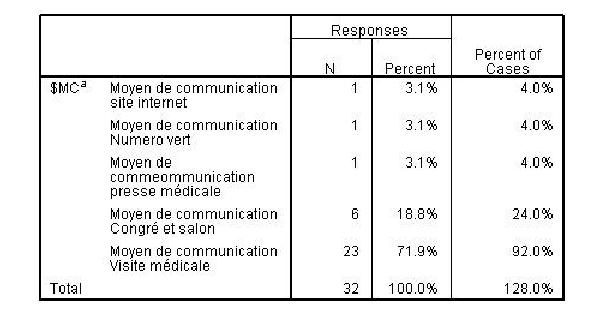 Responses
N Percent Percent of Cases
$MCa Moyen de communication site internet 1 3.1% 4.0%
Moyen de communication Numero vert 1 3.1% 4.0%
Moyen de commeommunication presse médicale 1 3.1% 4.0%
Moyen de communication Congré et salon 6 18.8% 24.0%
Moyen de communication Visite médicale 23 71.9% 92.0%
Total 32 100.0% 128.0%